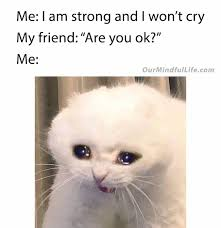 Me: I am strong and I won't cry
My friend: "Are you ok?"
OurMindfulLife.com
Me: